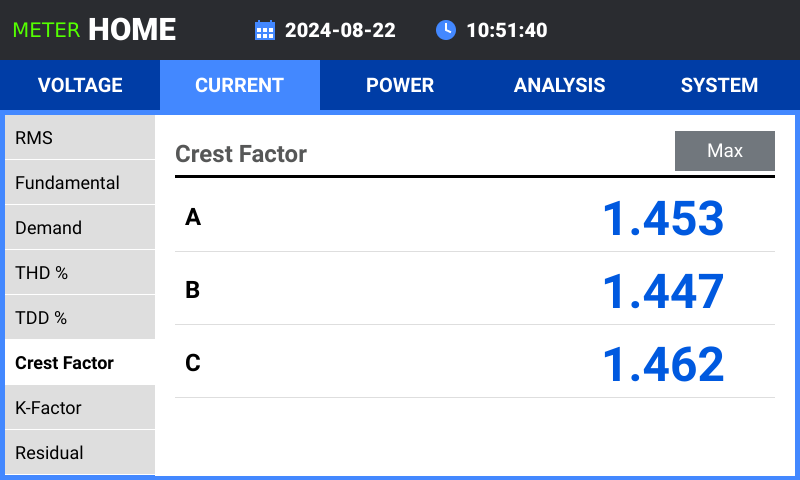 METER HOME 2024-08-22 10:51:40
VOLTAGE CURRENT POWER ANALYSIS SYSTEM
RMS
Fundamental
Demand
THD %
TDD %
Crest Factor
K-Factor
Residual
Crest Factor Max
A 1.453
B 1.447
C 1.462